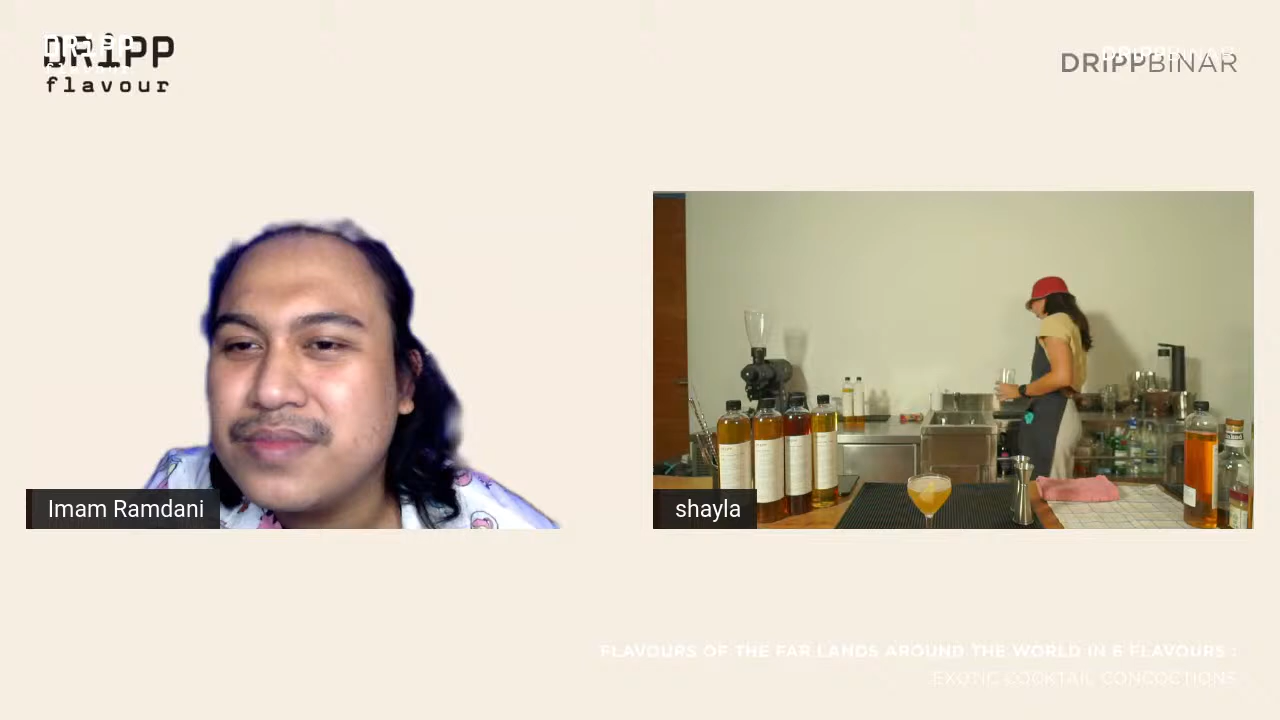 DRiPP
flavour
DRiPPBiNAR
Imam Ramdani
shayla
FLAVOURS OF THE FAR LANDS AROUND THE WORLD IN 5 FLAVOURS :
EXOTIC COCKTAIL CONCOCTIONS